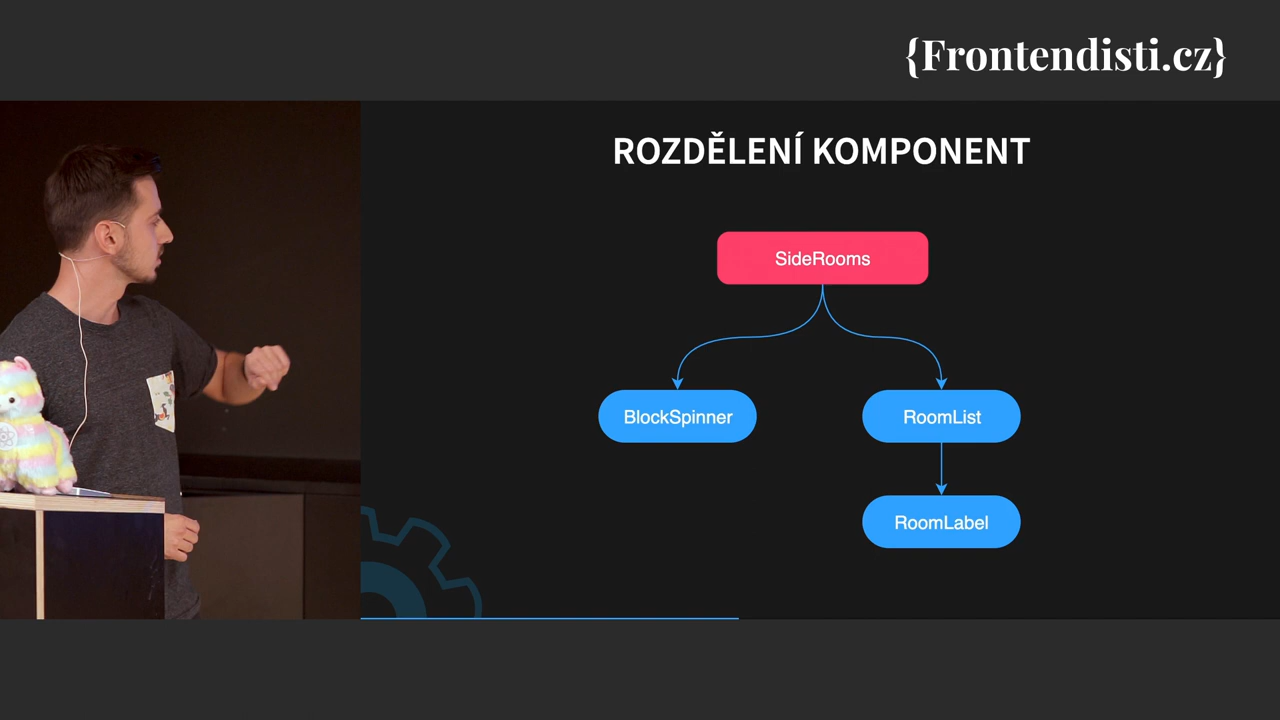 {Frontendisti.cz}
ROZDĚLENÍ KOMPONENT
SideRooms
BlockSpinner
RoomList
RoomLabel